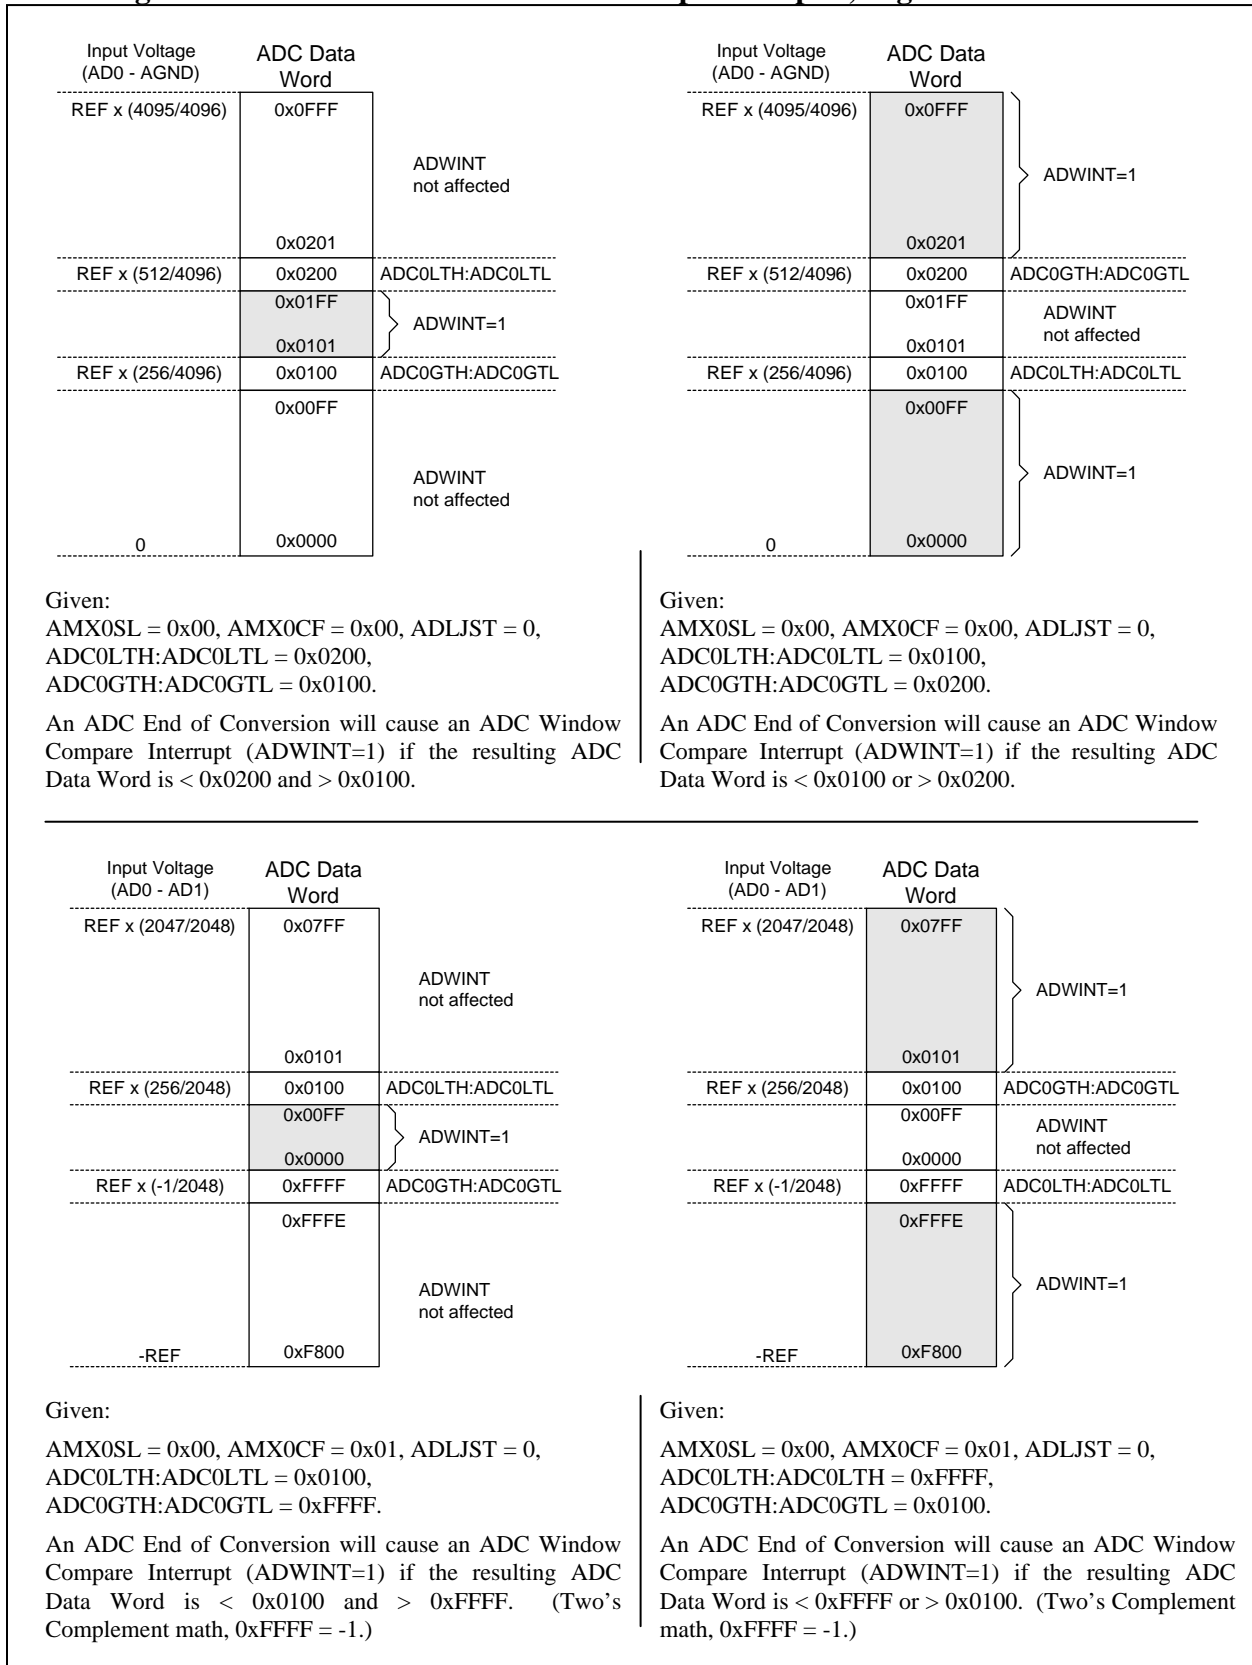 Input Voltage
(AD0 - AGND)
ADC Data
Word
REF x (4095/4096)
0x0FFF
ADWINT
not affected
0x0201
REF x (512/4096)
0x0200
ADC0LTH:ADC0LTL
0x01FF
ADWINT=1
0x0101
REF x (256/4096)
0x0100
ADC0GTH:ADC0GTL
0x00FF
ADWINT
not affected
0
0x0000
Given:
AMX0SL = 0x00, AMX0CF = 0x00, ADLJST = 0,
ADC0LTH:ADC0LTL = 0x0200,
ADC0GTH:ADC0GTL = 0x0100.
An ADC End of Conversion will cause an ADC Window
Compare Interrupt (ADWINT=1) if the resulting ADC
Data Word is < 0x0200 and > 0x0100.
Input Voltage
(AD0 - AGND)
ADC Data
Word
REF x (4095/4096)
0x0FFF
ADWINT=1
0x0201
REF x (512/4096)
0x0200
ADC0GTH:ADC0GTL
0x01FF
ADWINT
not affected
0x0101
REF x (256/4096)
0x0100
ADC0LTH:ADC0LTL
0x00FF
ADWINT=1
0
0x0000
Given:
AMX0SL = 0x00, AMX0CF = 0x00, ADLJST = 0,
ADC0LTH:ADC0LTL = 0x0100,
ADC0GTH:ADC0GTL = 0x0200.
An ADC End of Conversion will cause an ADC Window
Compare Interrupt (ADWINT=1) if the resulting ADC
Data Word is < 0x0100 or > 0x0200.
Input Voltage
(AD0 - AD1)
ADC Data
Word
REF x (2047/2048)
0x07FF
ADWINT
not affected
0x0101
REF x (256/2048)
0x0100
ADC0LTH:ADC0LTL
0x00FF
ADWINT=1
0x0000
REF x (-1/2048)
0xFFFF
ADC0GTH:ADC0GTL
0xFFFE
ADWINT
not affected
-REF
0xF800
Given:
AMX0SL = 0x00, AMX0CF = 0x01, ADLJST = 0,
ADC0LTH:ADC0LTL = 0x0100,
ADC0GTH:ADC0GTL = 0xFFFF.
An ADC End of Conversion will cause an ADC Window
Compare Interrupt (ADWINT=1) if the resulting ADC
Data Word is < 0x0100 and > 0xFFFF. (Two's
Complement math, 0xFFFF = -1.)
Input Voltage
(AD0 - AD1)
ADC Data
Word
REF x (2047/2048)
0x07FF
ADWINT=1
0x0101
REF x (256/2048)
0x0100
ADC0GTH:ADC0GTL
0x00FF
ADWINT
not affected
0x0000
REF x (-1/2048)
0xFFFF
ADC0LTH:ADC0LTL
0xFFFE
ADWINT=1
-REF
0xF800
Given:
AMX0SL = 0x00, AMX0CF = 0x01, ADLJST = 0,
ADC0LTH:ADC0LTH = 0xFFFF,
ADC0GTH:ADC0GTL = 0x0100.
An ADC End of Conversion will cause an ADC Window
Compare Interrupt (ADWINT=1) if the resulting ADC
Data Word is < 0xFFFF or > 0x0100. (Two's Complement
math, 0xFFFF = -1.)